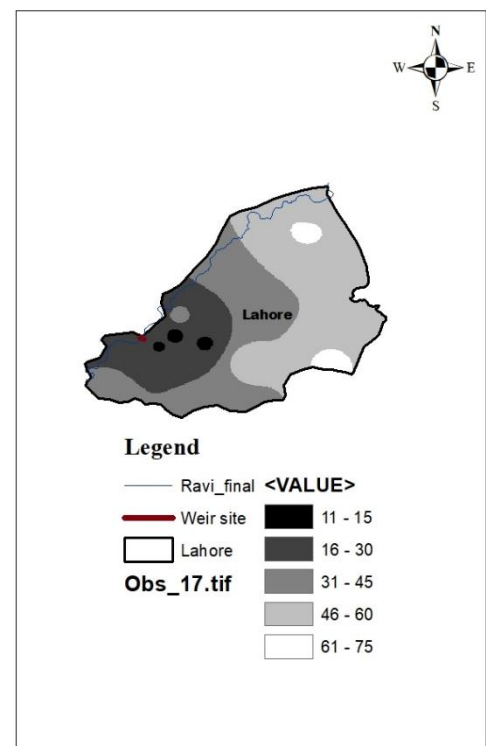 N
W E
S
Lahore
Legend
Ravi_final <VALUE>
Weir site 11 - 15
Lahore 16 - 30
Obs_17.tif 31 - 45
46 - 60
61 - 75